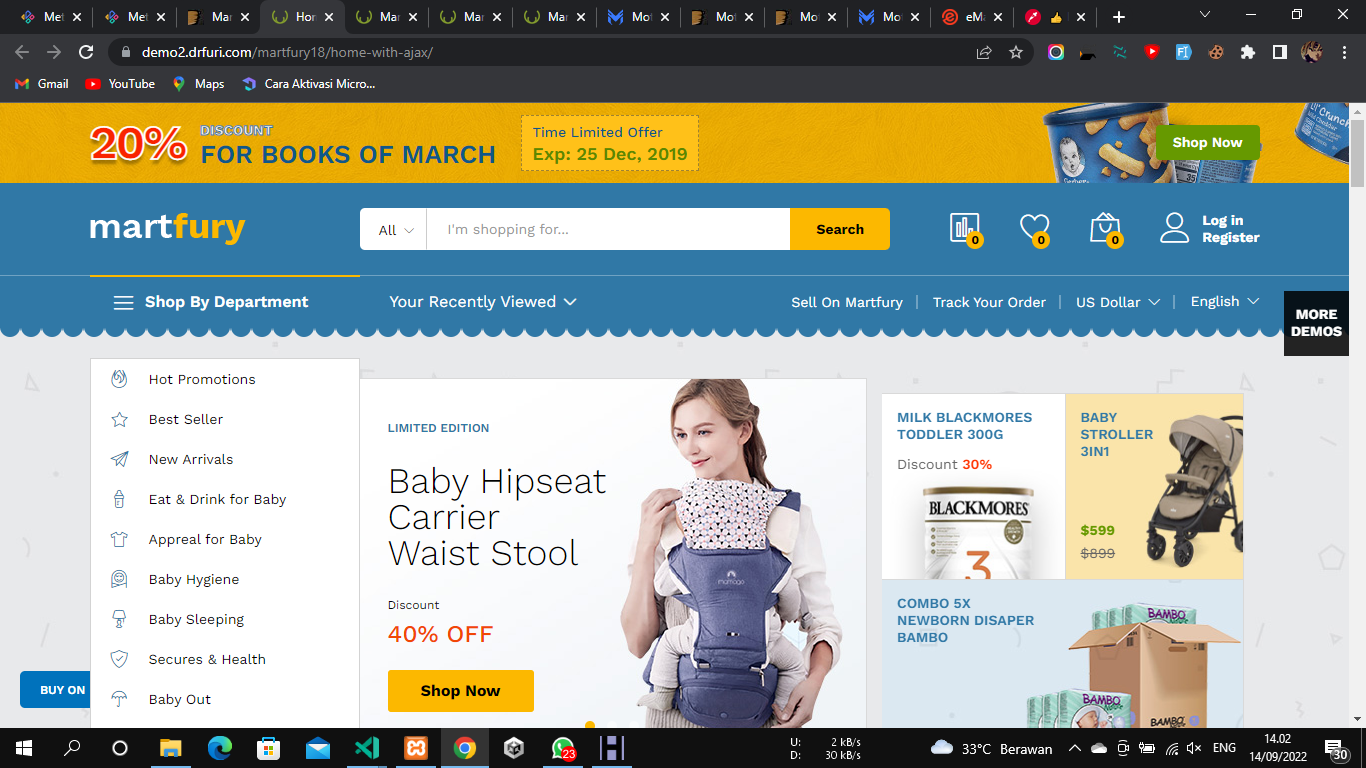 Met
Met
Mar
Hon
Mar
Mar
Mar
Mot
Mot
Mot
Mot
eMa
demo2.drfuri.com/martfury18/home-with-ajax/
Gmail
YouTube
Maps
Cara Aktivasi Micro...
20%
DISCOUNT
FOR BOOKS OF MARCH
Time Limited Offer
Exp: 25 Dec, 2019
Shop Now
martfury
All
I'm shopping for...
Search
0
0
0
Log in
Register
Shop By Department
Your Recently Viewed
Sell On Martfury
Track Your Order
US Dollar
English
MORE
DEMOS
Hot Promotions
Best Seller
New Arrivals
Eat & Drink for Baby
Appreal for Baby
Baby Hygiene
Baby Sleeping
Secures & Health
Baby Out
BUY ON
LIMITED EDITION
Baby Hipseat
Carrier
Waist Stool
Discount
40% OFF
Shop Now
MILK BLACKMORES
TODDLER 300G
Discount 30%
BLACKMORES
3
BABY
STROLLER
3IN1
$599
$899
COMBO 5X
NEWBORN DISAPER
BAMBO
BAMBO
BAMBO
U: 2 kB/s
D: 30 kB/s
23
33°C Berawan
ENG
14.02
14/09/2022
30